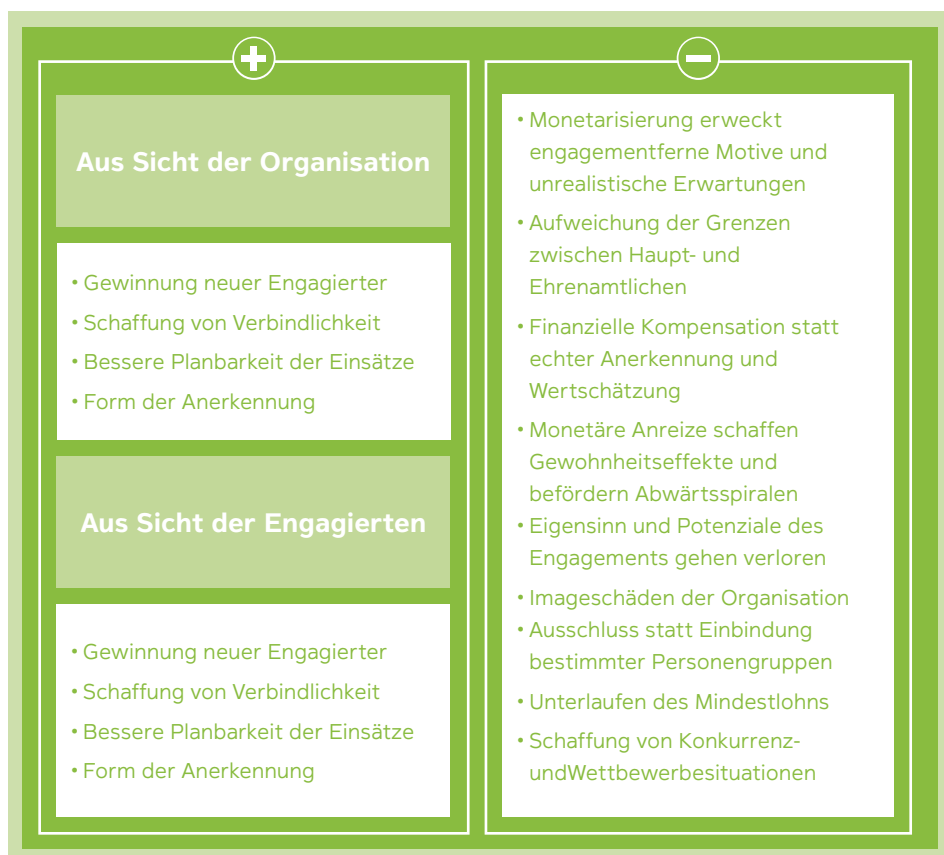 Aus Sicht der Organisation
• Gewinnung neuer Engagierter
• Schaffung von Verbindlichkeit
• Bessere Planbarkeit der Einsätze
• Form der Anerkennung
Aus Sicht der Engagierten
• Gewinnung neuer Engagierter
• Schaffung von Verbindlichkeit
• Bessere Planbarkeit der Einsätze
• Form der Anerkennung
• Monetarisierung erweckt
engagementferne Motive und
unrealistische Erwartungen
• Aufweichung der Grenzen
zwischen Haupt- und
Ehrenamtlichen
• Finanzielle Kompensation statt
echter Anerkennung und
Wertschätzung
• Monetäre Anreize schaffen
Gewohnheitseffekte und
befördern Abwärtsspiralen
• Eigensinn und Potenziale des
Engagements gehen verloren
• Imageschäden der Organisation
• Ausschluss statt Einbindung
bestimmter Personengruppen
• Unterlaufen des Mindestlohns
• Schaffung von Konkurrenz-
undWettbewerbesituationen